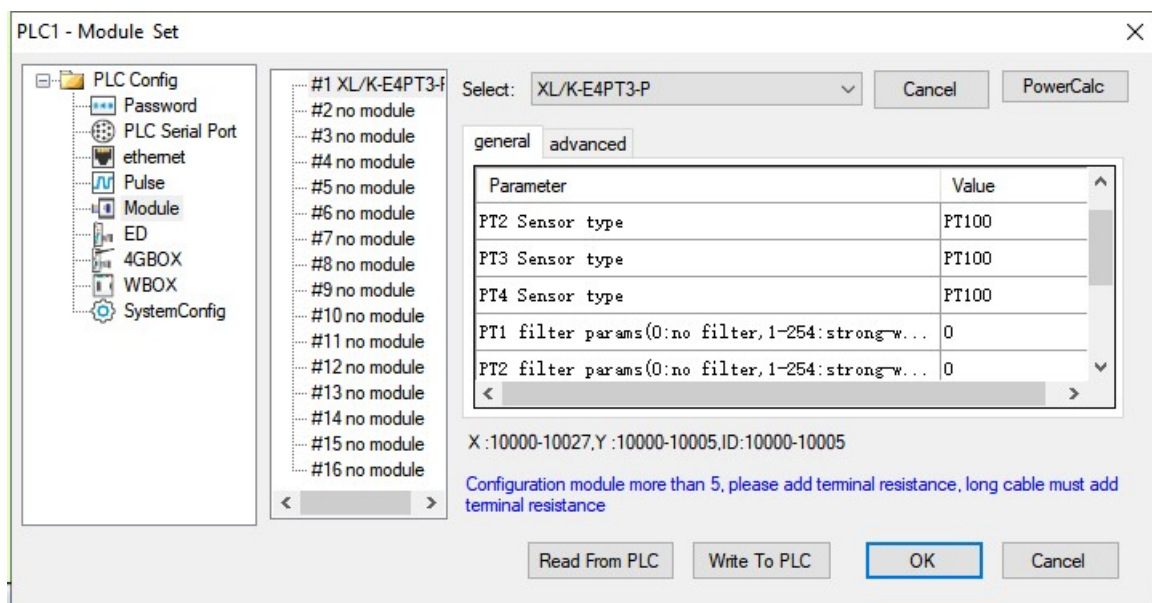 PLC1 - Module Set
PLC Config
Password
PLC Serial Port
ethernet
Pulse
Module
ED
4GBOX
WBOX
SystemConfig
#1 XL/K-E4PT3-F
#2 no module
#3 no module
#4 no module
#5 no module
#6 no module
#7 no module
#8 no module
#9 no module
#10 no module
#11 no module
#12 no module
#13 no module
#14 no module
#15 no module
#16 no module
Select: XL/K-E4PT3-P Cancel PowerCalc
general advanced
Parameter Value
PT2 Sensor type PT100
PT3 Sensor type PT100
PT4 Sensor type PT100
PT1 filter params(0:no filter,1-254:strong-w... 0
PT2 filter params(0:no filter,1-254:strong-w... 0
X :10000-10027,Y :10000-10005,ID:10000-10005
Configuration module more than 5, please add terminal resistance, long cable must add
terminal resistance
Read From PLC Write To PLC OK Cancel